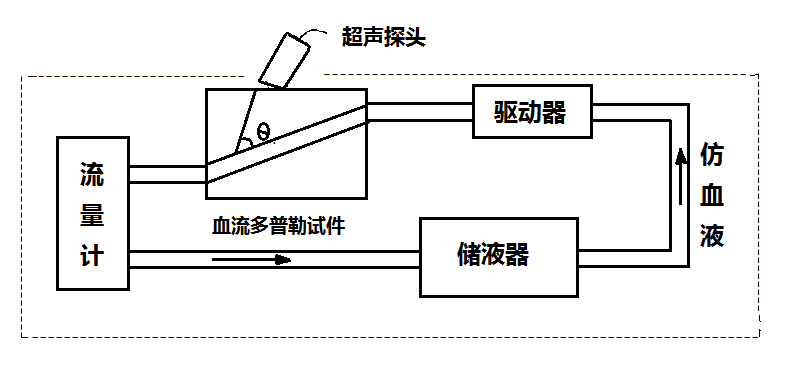 超声探头
驱动器
θ
流量计
仿血液
血流多普勒试件
储液器